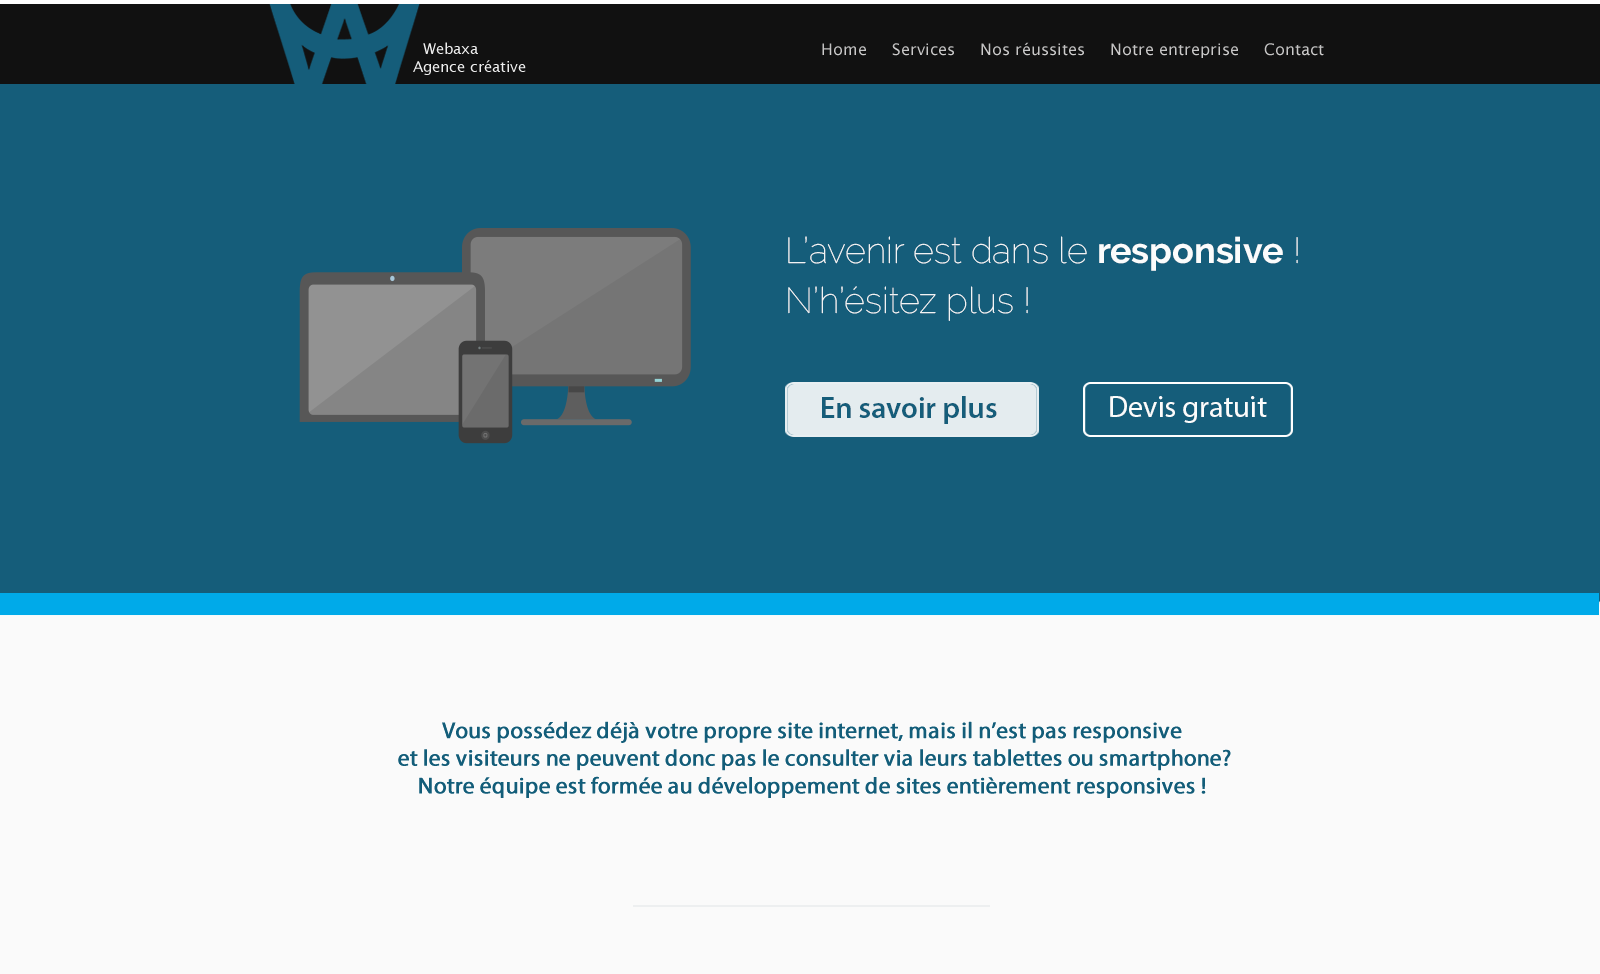 Webaxa
Agence créative
Home Services Nos réussites Notre entreprise Contact
L'avenir est dans le responsive !
N'h'ésitez plus !
En savoir plus
Devis gratuit
Vous possédez déjà votre propre site internet, mais il n’est pas responsive
et les visiteurs ne peuvent donc pas le consulter via leurs tablettes ou smartphone?
Notre équipe est formée au développement de sites entièrement responsives !